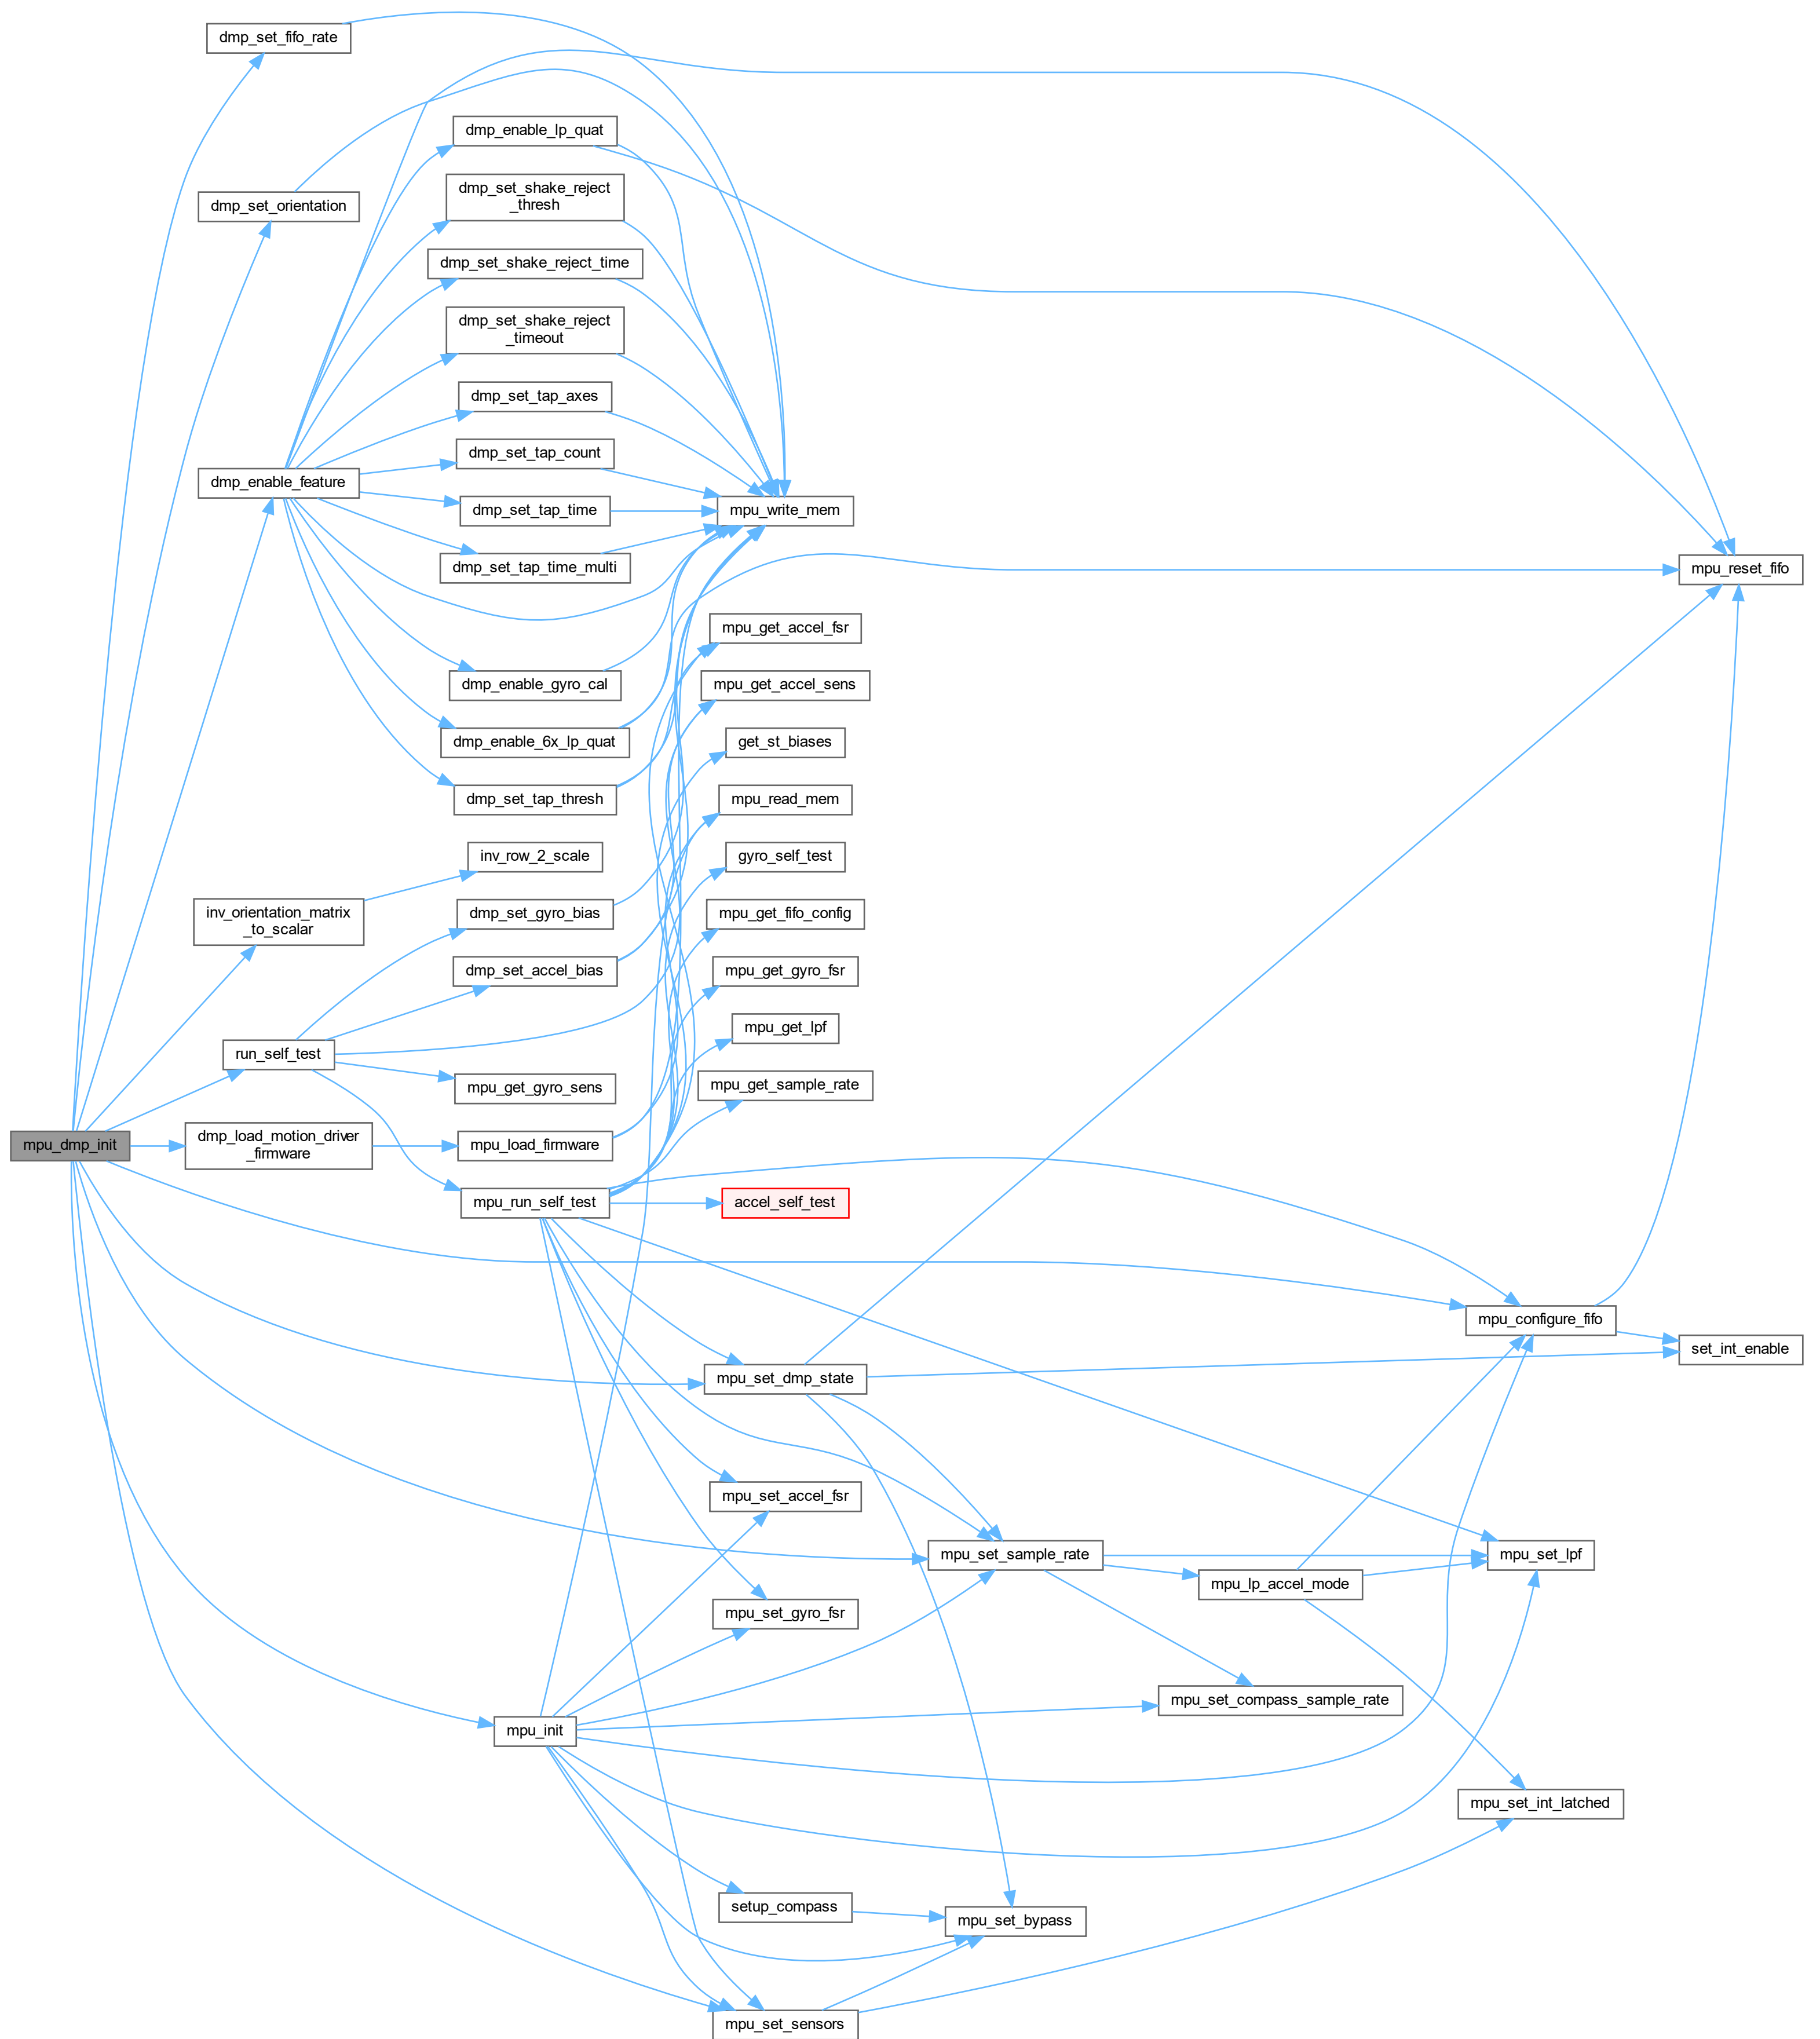 dmp_set_fifo_rate
dmp_enable_lp_quat
dmp_set_shake_reject
_thresh
dmp_set_orientation
dmp_set_shake_reject_time
dmp_set_shake_reject
_timeout
dmp_set_tap_axes
dmp_set_tap_count
dmp_enable_feature
dmp_set_tap_time
mpu_write_mem
dmp_set_tap_time_multi
mpu_reset_fifo
mpu_get_accel_fsr
dmp_enable_gyro_cal
mpu_get_accel_sens
dmp_enable_6x_lp_quat
get_st_biases
dmp_set_tap_thresh
mpu_read_mem
inv_row_2_scale
gyro_self_test
inv_orientation_matrix
_to_scalar
dmp_set_gyro_bias
mpu_get_fifo_config
dmp_set_accel_bias
mpu_get_gyro_fsr
mpu_get_lpf
run_self_test
mpu_get_gyro_sens
mpu_get_sample_rate
mpu_dmp_init
dmp_load_motion_driver
_firmware
mpu_load_firmware
mpu_run_self_test
accel_self_test
mpu_configure_fifo
set_int_enable
mpu_set_dmp_state
mpu_set_accel_fsr
mpu_set_sample_rate
mpu_set_lpf
mpu_lp_accel_mode
mpu_set_gyro_fsr
mpu_set_compass_sample_rate
mpu_init
mpu_set_int_latched
setup_compass
mpu_set_bypass
mpu_set_sensors